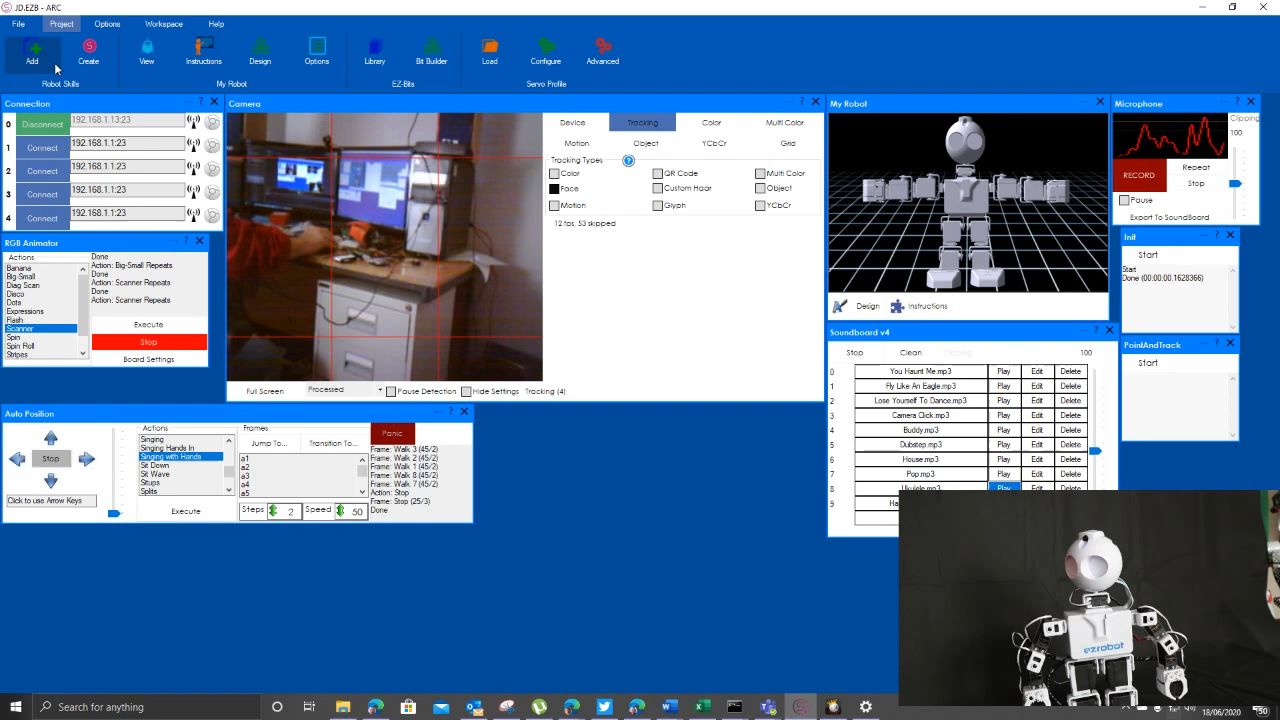 JD.EZB - ARC
File Project Options Workspace Help
Add Create View Instructions Design Options Library Bit Builder Load Configure Advanced
Robot Skills My Robot EZ-Bits Servo Profile
Connection
0 Disconnect 192.168.1.13:23
1 Connect 192.168.1.1:23
2 Connect 192.168.1.1:23
3 Connect 192.168.1.1:23
4 Connect 192.168.1.1:23
RGB Animator
Actions
Banana
Big-Small
Diag Scan
Disco
Dots
Expressions
Flash
Scanner
Spin
Spin Roll
Stripes
Done
Action: Big-Small Repeats
Done
Action: Scanner Repeats
Done
Action: Scanner Repeats
Execute
Stop
Board Settings
Camera
Device Tracking Color Multi Color
Motion Object YCbCr Grid
Tracking Types
Color QR Code Multi Color
Face Custom Haar Object
Motion Glyph YCbCr
12 fps, 53 skipped
Full Screen Processed Pause Detection Hide Settings Tracking (4)
My Robot
Design Instructions
Microphone
Clipping
100
RECORD
Repeat
Stop
Pause
Export To SoundBoard
Init
Start
Start
Done (00:00:00.1628366)
PointAndTrack
Start
Soundboard v4
Stop Clean Clipping 100
0 You Haunt Me.mp3 Play Edit Delete
1 Fly Like An Eagle.mp3 Play Edit Delete
2 Lose Yourself To Dance.mp3 Play Edit Delete
3 Camera Click.mp3 Play Edit Delete
4 Buddy.mp3 Play Edit Delete
5 Dubstep.mp3 Play Edit Delete
6 House.mp3 Play Edit Delete
7 Pop.mp3 Play Edit Delete
8 Ukulele.mp3 Play Edit Delete
9 Ha
Auto Position
Stop
Click to use Arrow Keys
Actions
Singing
Singing Hands In
Singing with Hands
Sit Down
Sit Wave
Situps
Splits
Execute
Frames
Jump To... Transition To...
a1
a2
a3
a4
a5
Steps 2 Speed 50
Panic
Frame: Walk 3 (45/2)
Frame: Walk 2 (45/2)
Frame: Walk 1 (45/2)
Frame: Walk 8 (45/2)
Frame: Walk 7 (45/2)
Action: Stop
Frame: Stop (25/3)
Done
ezrobot
Search for anything
18/06/2020
50